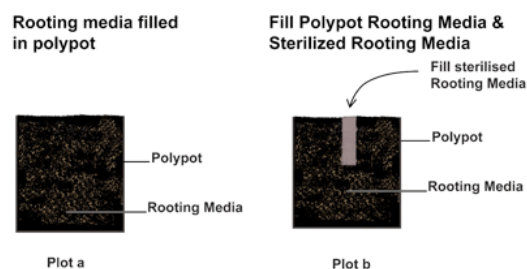 Rooting media filled
in polypot
Polypot
Rooting Media
Plot a
Fill Polypot Rooting Media &
Sterilized Rooting Media
Fill sterilised
Rooting Media
Polypot
Rooting Media
Plot b